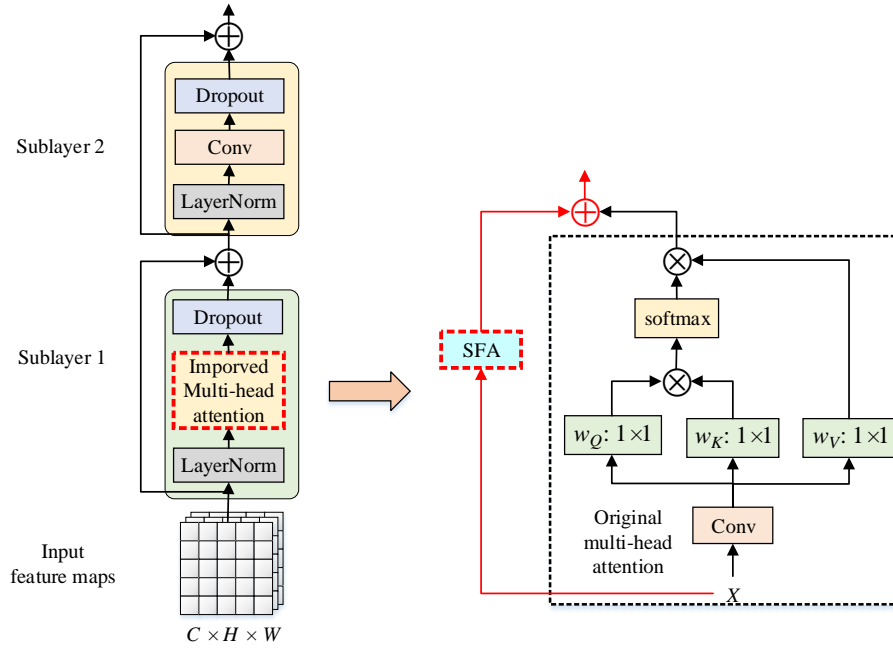 Sublayer 2
Dropout
Conv
LayerNorm
Sublayer 1
Dropout
Imporved
Multi-head
attention
LayerNorm
Input
feature maps
C × H × W
SFA
softmax
w_Q: 1×1
w_K: 1×1
w_V: 1×1
Original
multi-head
attention
Conv
X